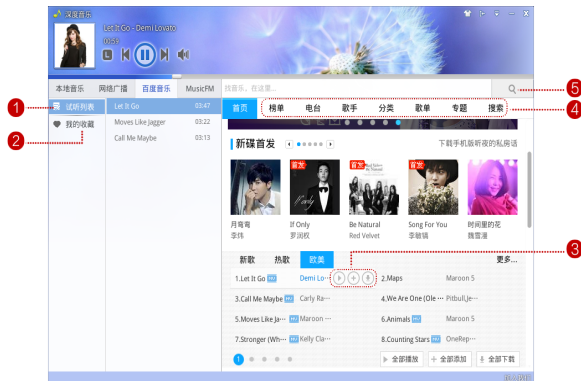 深度音乐
Let It Go - Demi Lovato
本地音乐 网络广播 百度音乐 MusicFM 找音乐，在这里...
5
1 试听列表 Let It Go 03:47 首页 榜单 电台 歌手 分类 歌单 专题 搜索 4
2 我的收藏 Moves Like Jagger 03:22
Call Me Maybe 03:13
新碟首发 下载手机版听夜的私房话
首发 首发 首发
月弯弯 If Only Be Natural Song For You 时间里的花
李炜 罗润权 Red Velvet 李敏镐 魏雪漫
3
新歌 热歌 欧美 更多...
1.Let It Go MV Demi Lo··· 2.Maps Maroon 5
3.Call Me Maybe MV Carly Ra··· 4.We Are One (Ole ··· Pitbull,Je···
5.Moves Like Ja··· MV Maroon ··· 6.Animals MV Maroon 5
7.Stronger (Wh··· MV Kelly Cla··· 8.Counting Stars MV OneRep···
1 全部播放 全部添加 全部下载